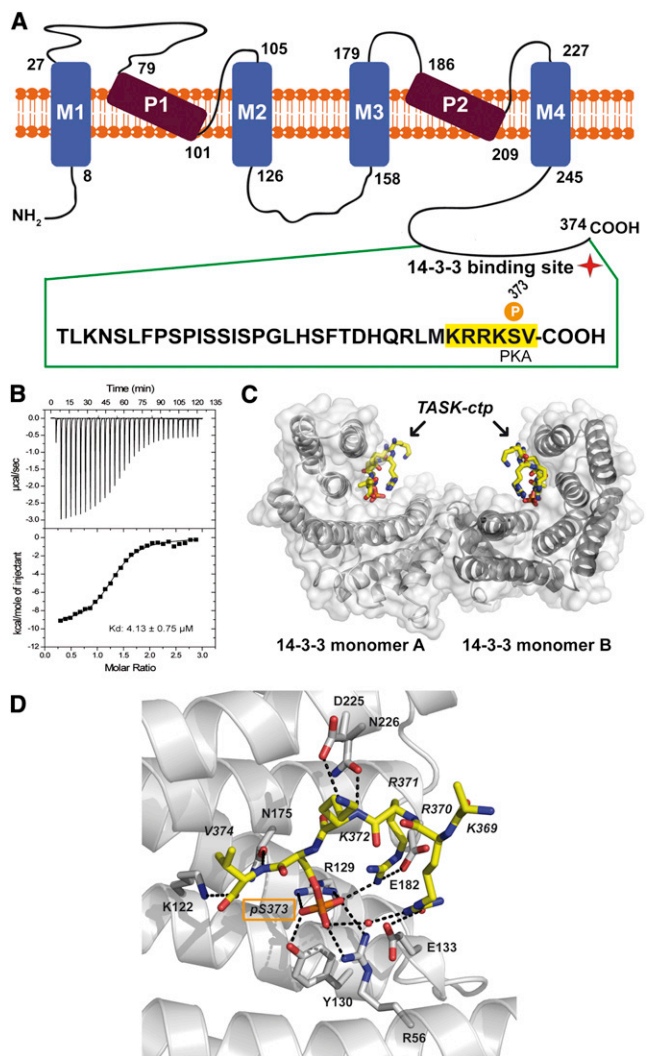 A
27
79
105
179
186
227
M1
P1
M2
M3
P2
M4
8
101
126
158
209
245
NH2
374 COOH
14-3-3 binding site
373
P
TLKNSLFPSPISSISPGLHSFTDHQRLMKRRKSV-COOH
PKA
B
Time (min)
0 15 30 45 60 75 90 105 120 135
0.0
-0.5
-1.0
-1.5
-2.0
-2.5
-3.0
µcal/sec
0
-2
-4
-6
-8
-10
-12
kcal/mole of injectant
Kd: 4.13 ± 0.75 µM
0.0 0.5 1.0 1.5 2.0 2.5 3.0
Molar Ratio
C
TASK-ctp
14-3-3 monomer A
14-3-3 monomer B
D
D225
N226
R371
N175
R370
V374
K372
K369
R129
K122
pS373
E182
E133
Y130
R56